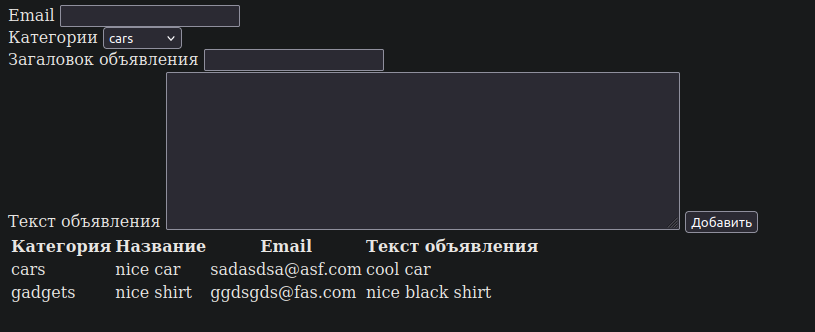 Email
Категории cars
Загаловок объявления
Текст объявления Добавить
Категория Название Email Текст объявления
cars nice car sadasdsa@asf.com cool car
gadgets nice shirt ggdsgds@fas.com nice black shirt